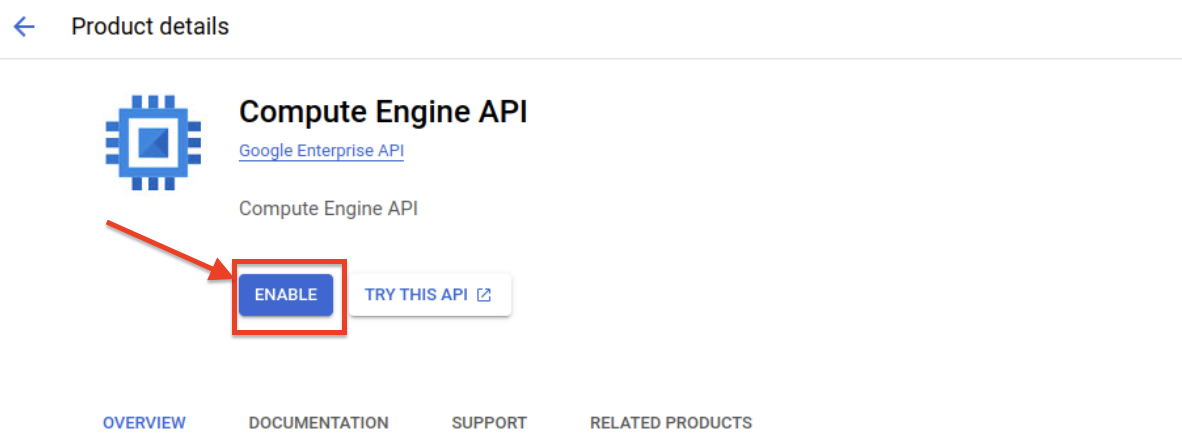 Product details
Compute Engine API
Google Enterprise API
Compute Engine API
ENABLE TRY THIS API
OVERVIEW DOCUMENTATION SUPPORT RELATED PRODUCTS